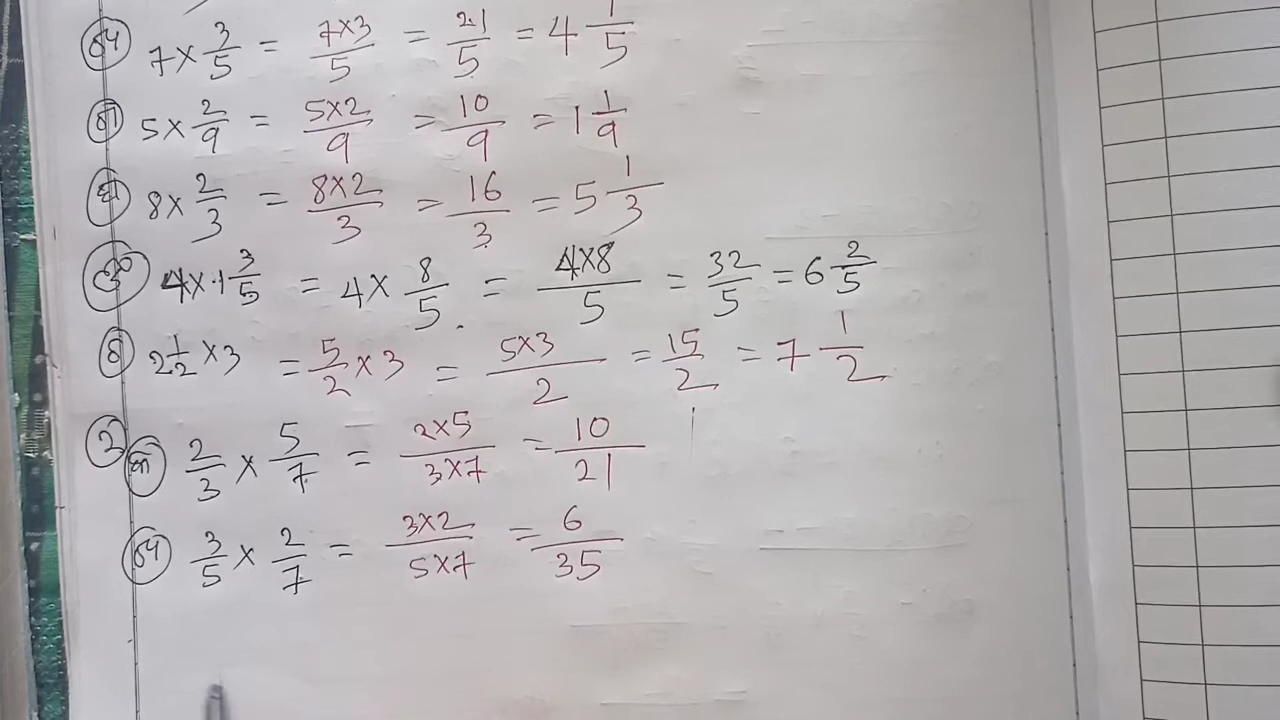 (ख) 7 × 3/5 = 7×3/5 = 21/5 = 4 1/5
(ग) 5 × 2/9 = 5×2/9 = 10/9 = 1 1/9
(घ) 8 × 2/3 = 8×2/3 = 16/3 = 5 1/3
4 × 1 3/5 = 4 × 8/5 = 4×8/5 = 32/5 = 6 2/5
2 1/2 × 3 = 5/2 × 3 = 5×3/2 = 15/2 = 7 1/2
(2) (क) 2/3 × 5/7 = 2×5/3×7 = 10/21
(ख) 3/5 × 2/7 = 3×2/5×7 = 6/35